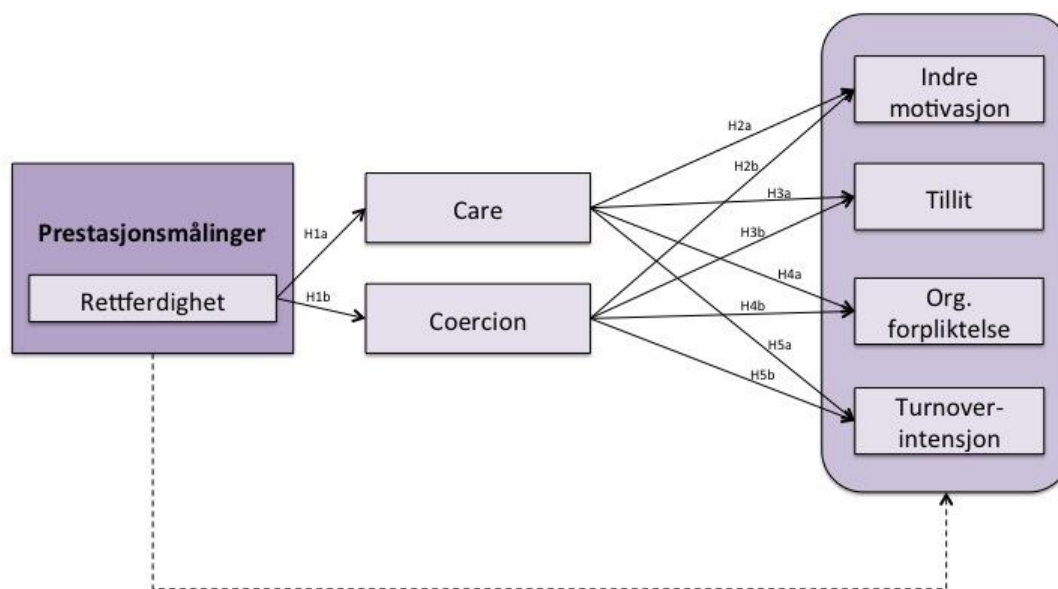 Prestasjonsmålinger
Rettferdighet
H1a
H1b
Care
Coercion
H2a
H2b
H3a
H3b
H4a
H4b
H5a
H5b
Indre
motivasjon
Tillit
Org.
forpliktelse
Turnover-
intensjon